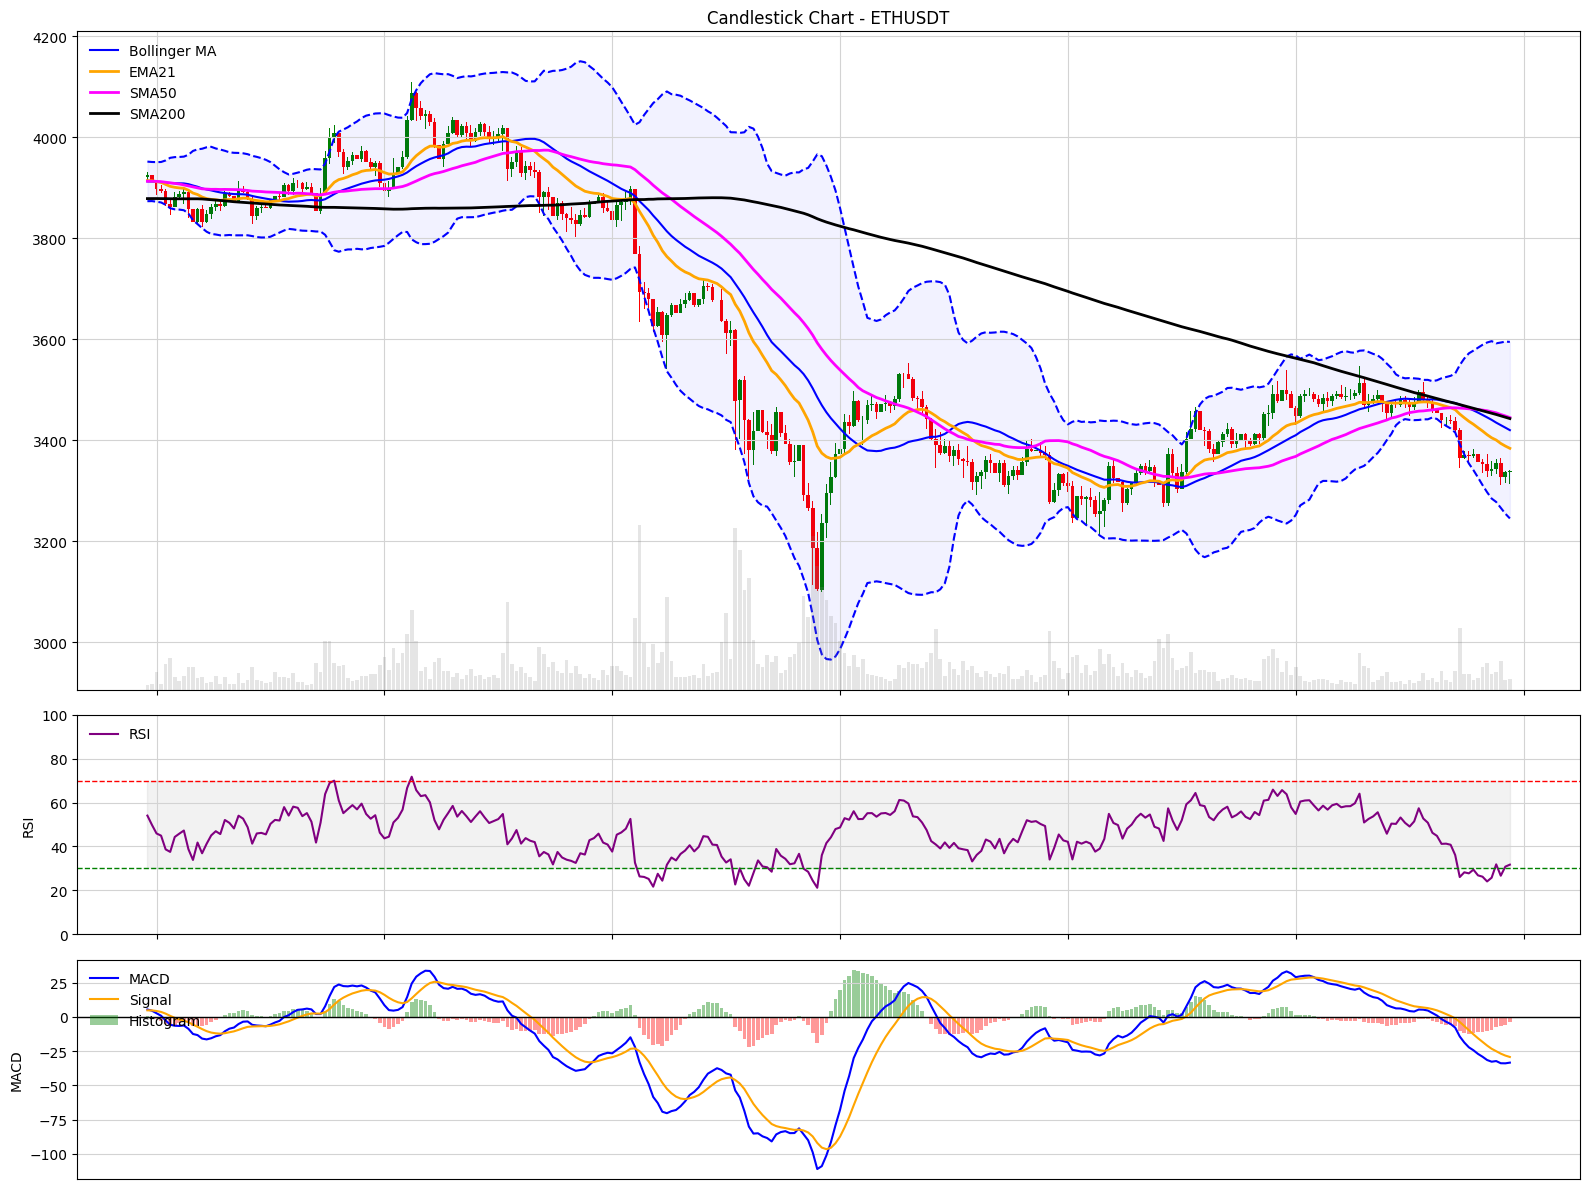 Candlestick Chart - ETHUSDT
4200
4000
3800
3600
3400
3200
3000
Bollinger MA
EMA21
SMA50
SMA200
100
80
60
40
20
0
RSI
RSI
25
0
−25
−50
−75
−100
MACD
MACD
Signal
Histogram